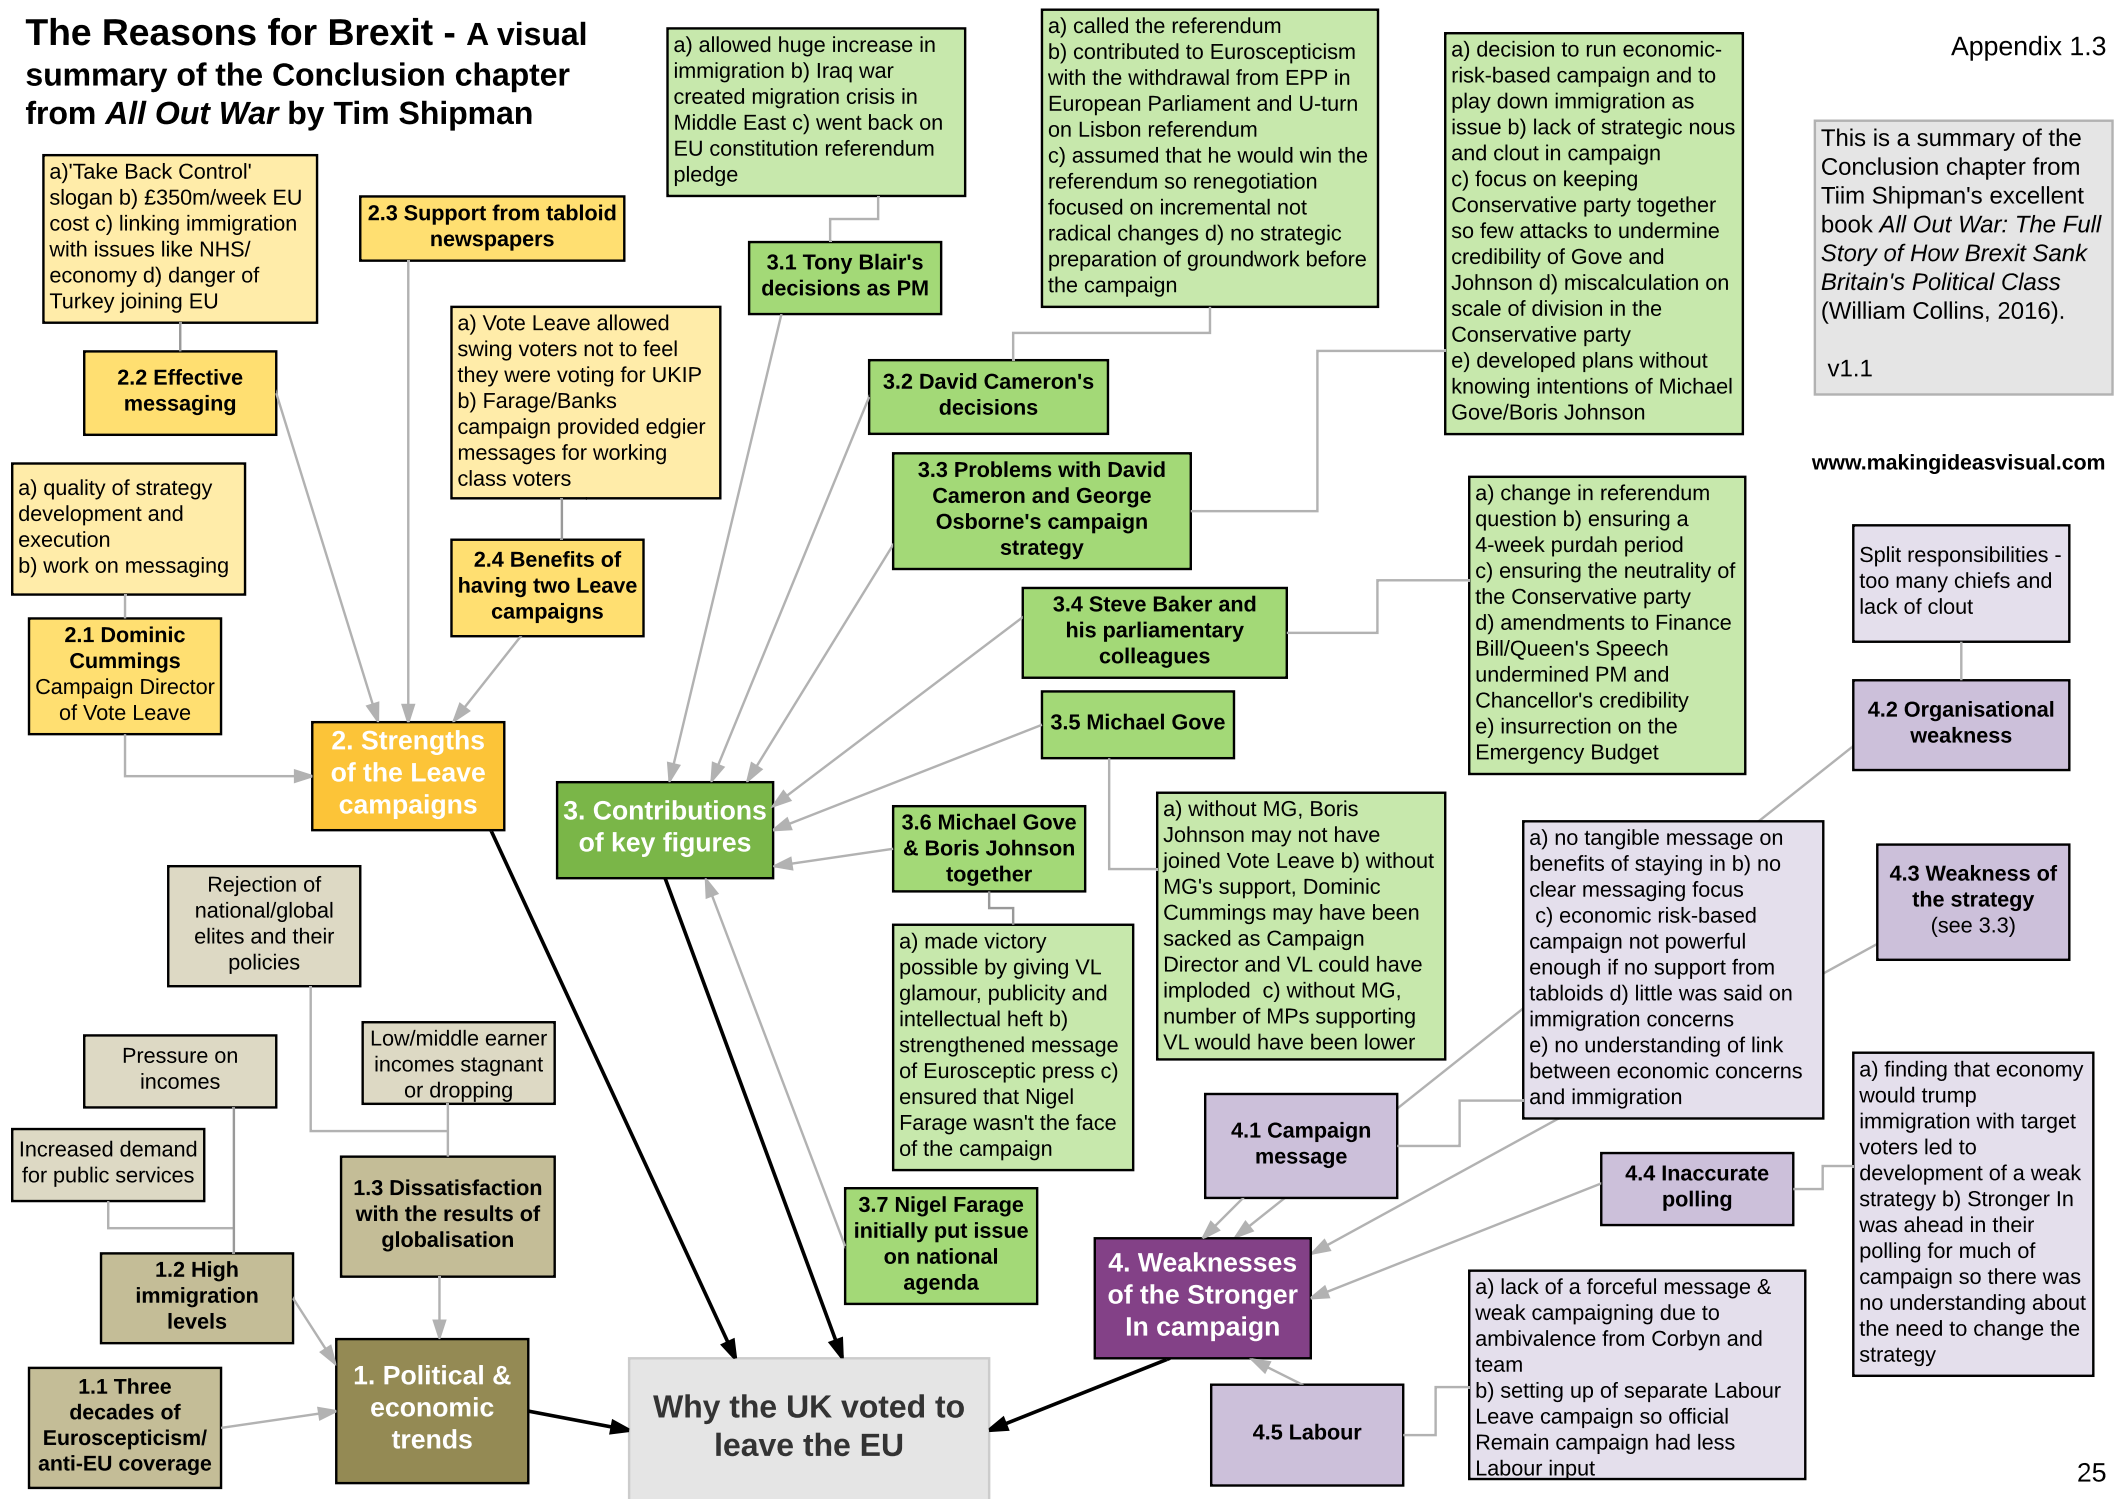 The Reasons for Brexit - A visual
summary of the Conclusion chapter
from All Out War by Tim Shipman
Appendix 1.3
This is a summary of the
Conclusion chapter from
Tiim Shipman's excellent
book All Out War: The Full
Story of How Brexit Sank
Britain's Political Class
(William Collins, 2016).
v1.1
www.makingideasvisual.com
a)'Take Back Control'
slogan b) £350m/week EU
cost c) linking immigration
with issues like NHS/
economy d) danger of
Turkey joining EU
2.2 Effective
messaging
2.3 Support from tabloid
newspapers
a) Vote Leave allowed
swing voters not to feel
they were voting for UKIP
b) Farage/Banks
campaign provided edgier
messages for working
class voters
2.4 Benefits of
having two Leave
campaigns
a) quality of strategy
development and
execution
b) work on messaging
2.1 Dominic
Cummings
Campaign Director
of Vote Leave
2. Strengths
of the Leave
campaigns
a) allowed huge increase in
immigration b) Iraq war
created migration crisis in
Middle East c) went back on
EU constitution referendum
pledge
3.1 Tony Blair's
decisions as PM
a) called the referendum
b) contributed to Euroscepticism
with the withdrawal from EPP in
European Parliament and U-turn
on Lisbon referendum
c) assumed that he would win the
referendum so renegotiation
focused on incremental not
radical changes d) no strategic
preparation of groundwork before
the campaign
3.2 David Cameron's
decisions
a) decision to run economic-
risk-based campaign and to
play down immigration as
issue b) lack of strategic nous
and clout in campaign
c) focus on keeping
Conservative party together
so few attacks to undermine
credibility of Gove and
Johnson d) miscalculation on
scale of division in the
Conservative party
e) developed plans without
knowing intentions of Michael
Gove/Boris Johnson
3.3 Problems with David
Cameron and George
Osborne's campaign
strategy
a) change in referendum
question b) ensuring a
4-week purdah period
c) ensuring the neutrality of
the Conservative party
d) amendments to Finance
Bill/Queen's Speech
undermined PM and
Chancellor's credibility
e) insurrection on the
Emergency Budget
3.4 Steve Baker and
his parliamentary
colleagues
3.5 Michael Gove
a) without MG, Boris
Johnson may not have
joined Vote Leave b) without
MG's support, Dominic
Cummings may have been
sacked as Campaign
Director and VL could have
imploded c) without MG,
number of MPs supporting
VL would have been lower
3. Contributions
of key figures
3.6 Michael Gove
& Boris Johnson
together
a) made victory
possible by giving VL
glamour, publicity and
intellectual heft b)
strengthened message
of Eurosceptic press c)
ensured that Nigel
Farage wasn't the face
of the campaign
3.7 Nigel Farage
initially put issue
on national
agenda
Split responsibilities -
too many chiefs and
lack of clout
4.2 Organisational
weakness
a) no tangible message on
benefits of staying in b) no
clear messaging focus
c) economic risk-based
campaign not powerful
enough if no support from
tabloids d) little was said on
immigration concerns
e) no understanding of link
between economic concerns
and immigration
4.3 Weakness of
the strategy
(see 3.3)
4.1 Campaign
message
4.4 Inaccurate
polling
a) finding that economy
would trump
immigration with target
voters led to
development of a weak
strategy b) Stronger In
was ahead in their
polling for much of
campaign so there was
no understanding about
the need to change the
strategy
4. Weaknesses
of the Stronger
In campaign
4.5 Labour
a) lack of a forceful message &
weak campaigning due to
ambivalence from Corbyn and
team
b) setting up of separate Labour
Leave campaign so official
Remain campaign had less
Labour input
Rejection of
national/global
elites and their
policies
Low/middle earner
incomes stagnant
or dropping
Pressure on
incomes
Increased demand
for public services
1.3 Dissatisfaction
with the results of
globalisation
1.2 High
immigration
levels
1.1 Three
decades of
Euroscepticism/
anti-EU coverage
1. Political &
economic
trends
Why the UK voted to
leave the EU
25